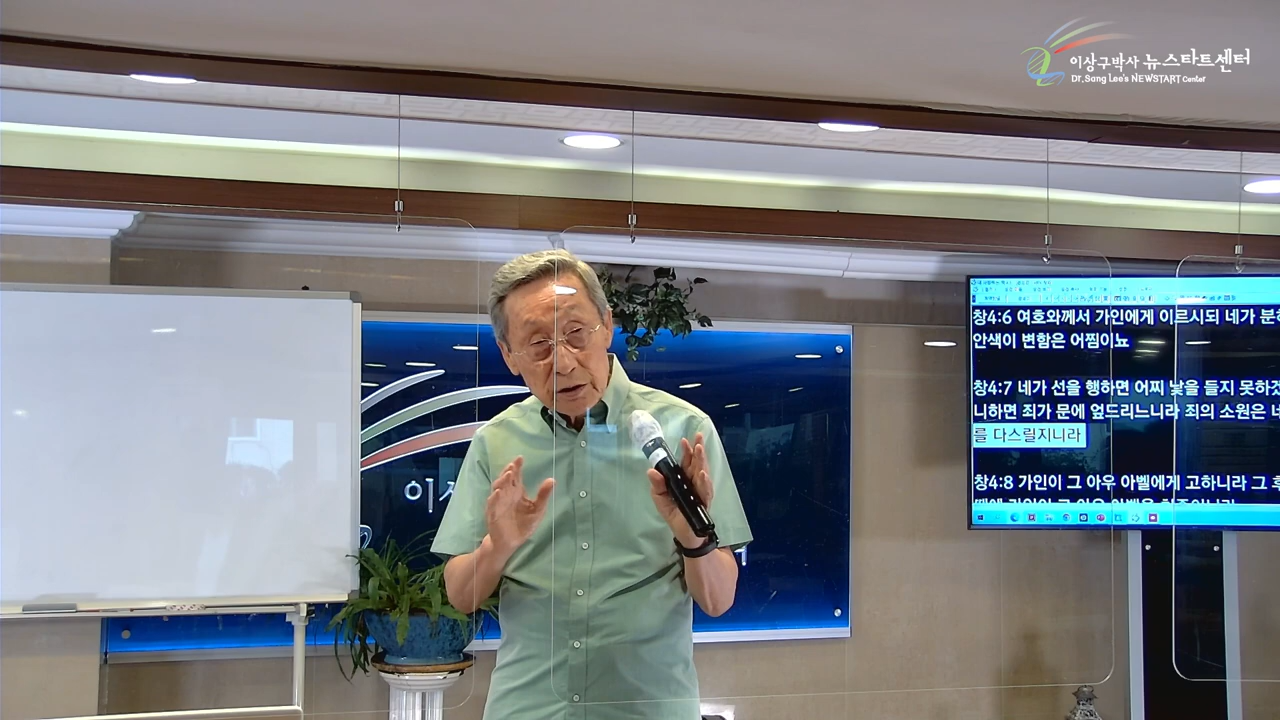 이상구박사 뉴스타트센터
Dr. Sang Lee's NEWSTART Center
창4:6 여호와께서 가인에게 이르시되 네가 분하
안색이 변함은 어찜이뇨
창4:7 네가 선을 행하면 어찌 낯을 들지 못하겠
니하면 죄가 문에 엎드리느니라 죄의 소원은 네
를 다스릴지니라
창4:8 가인이 그 아우 아벨에게 고하니라 그 후